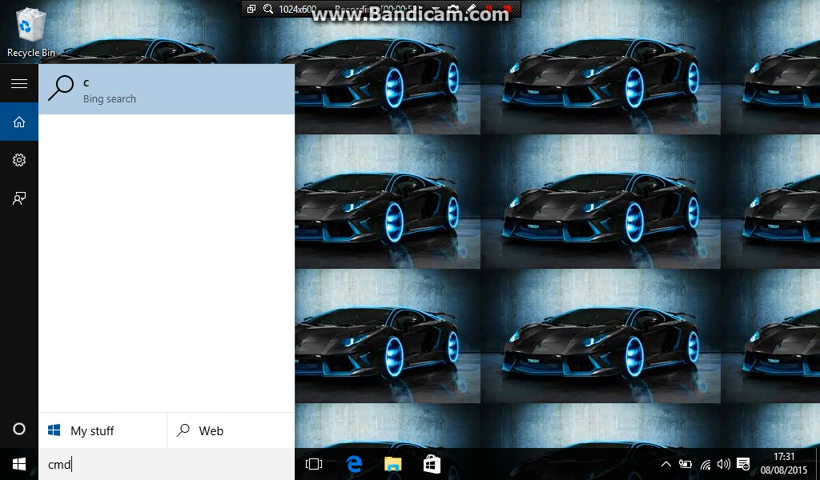 1024x600
www.Bandicam.com
Recycle Bin
c
Bing search
My stuff
Web
cmd
17:31
08/08/2015